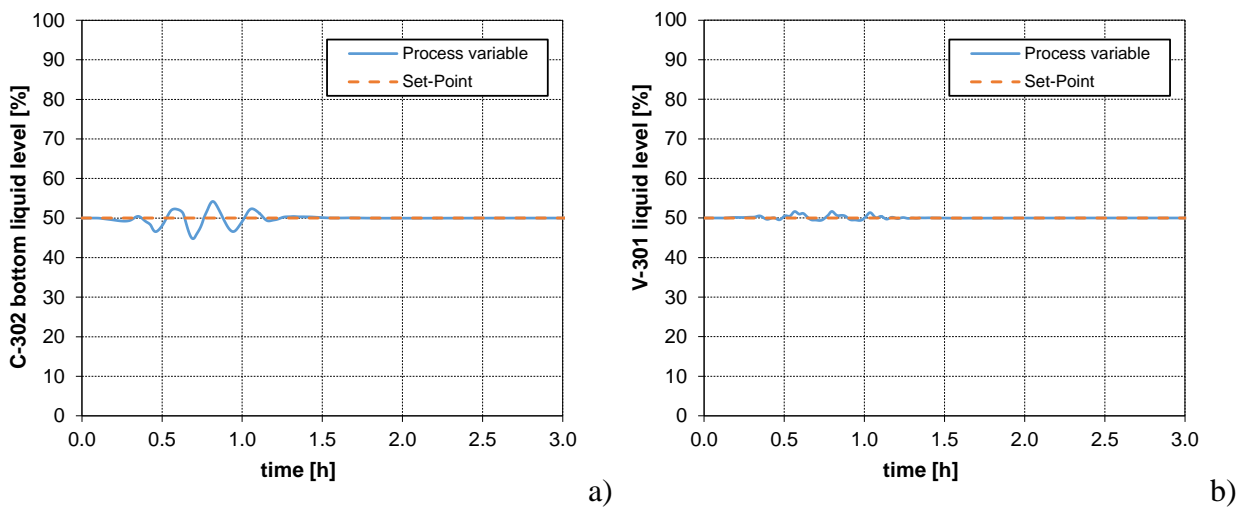 C-302 bottom liquid level [%]
100
90
80
70
60
50
40
30
20
10
0
Process variable
Set-Point
0.0 0.5 1.0 1.5 2.0 2.5 3.0
time [h]
a)
V-301 liquid level [%]
100
90
80
70
60
50
40
30
20
10
0
Process variable
Set-Point
0.0 0.5 1.0 1.5 2.0 2.5 3.0
time [h]
b)